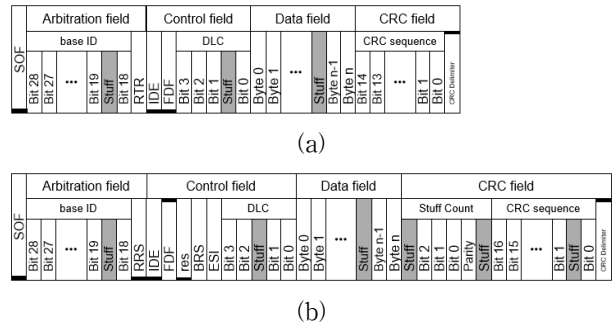 Arbitration field Control field Data field CRC field
SOF base ID RTR IDE FDF DLC Byte 0 Byte 1 ... Stuff Byte n-1 Byte n CRC sequence CRC Delimiter
Bit 28 Bit 27 ... Bit 19 Stuff Bit 18 Bit 3 Bit 2 Bit 1 Stuff Bit 0 Bit 14 Bit 13 ... Bit 1 Bit 0
(a)
Arbitration field Control field Data field CRC field
SOF base ID RRS IDE FDF res BRS ESI DLC Byte 0 Byte 1 ... Stuff Byte n-1 Byte n Stuff Count CRC sequence CRC Delimiter
Bit 28 Bit 27 ... Bit 19 Stuff Bit 18 Bit 3 Bit 2 Stuff Bit 1 Bit 0 Stuff Bit 2 Bit 1 Bit 0 Parity Stuff Bit 16 Bit 15 ... Bit 1 Stuff Bit 0
(b)